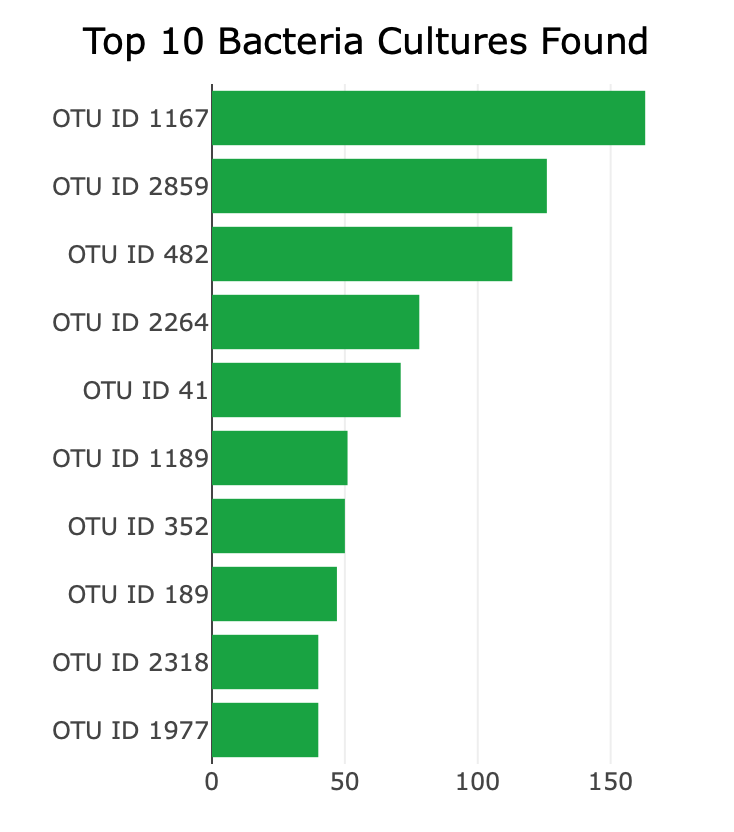 Top 10 Bacteria Cultures Found
OTU ID 1167
OTU ID 2859
OTU ID 482
OTU ID 2264
OTU ID 41
OTU ID 1189
OTU ID 352
OTU ID 189
OTU ID 2318
OTU ID 1977
0 50 100 150